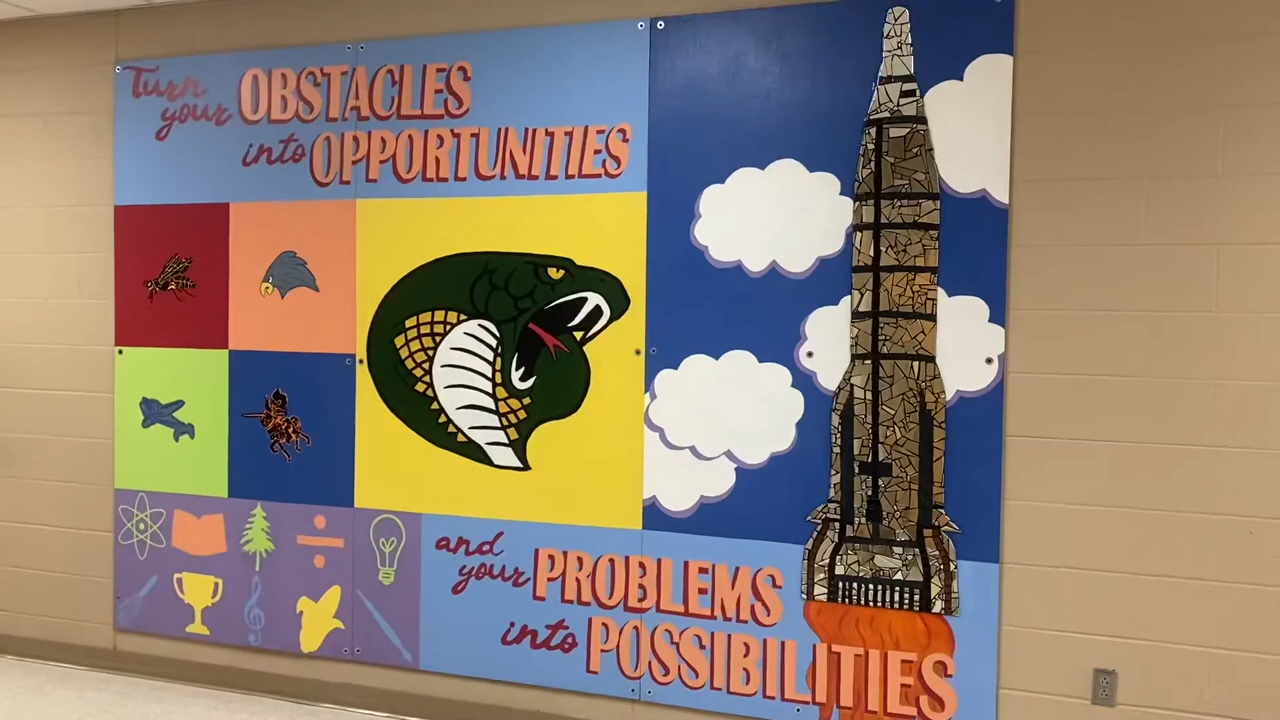 Turn
your OBSTACLES
into OPPORTUNITIES
and
your PROBLEMS
into POSSIBILITIES